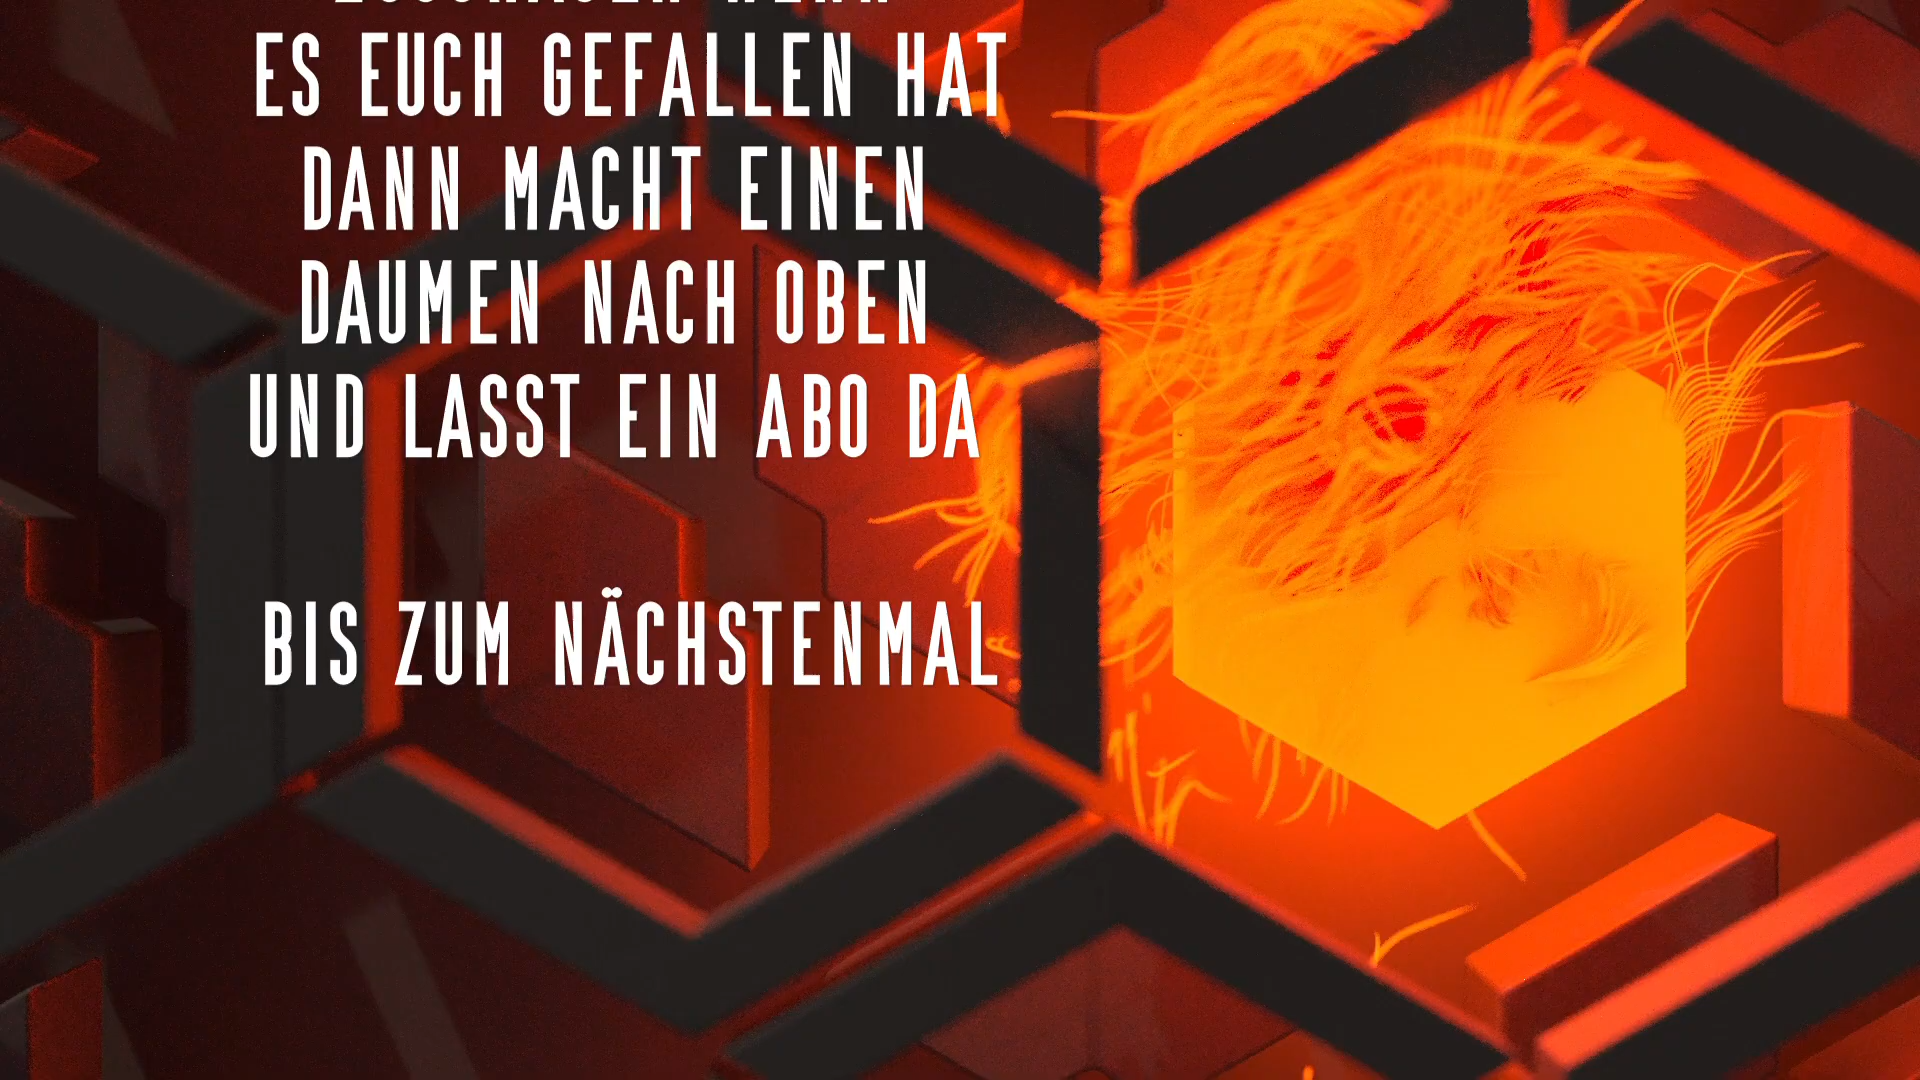 ES EUCH GEFALLEN HAT
DANN MACHT EINEN
DAUMEN NACH OBEN
UND LASST EIN ABO DA
BIS ZUM NÄCHSTENMAL